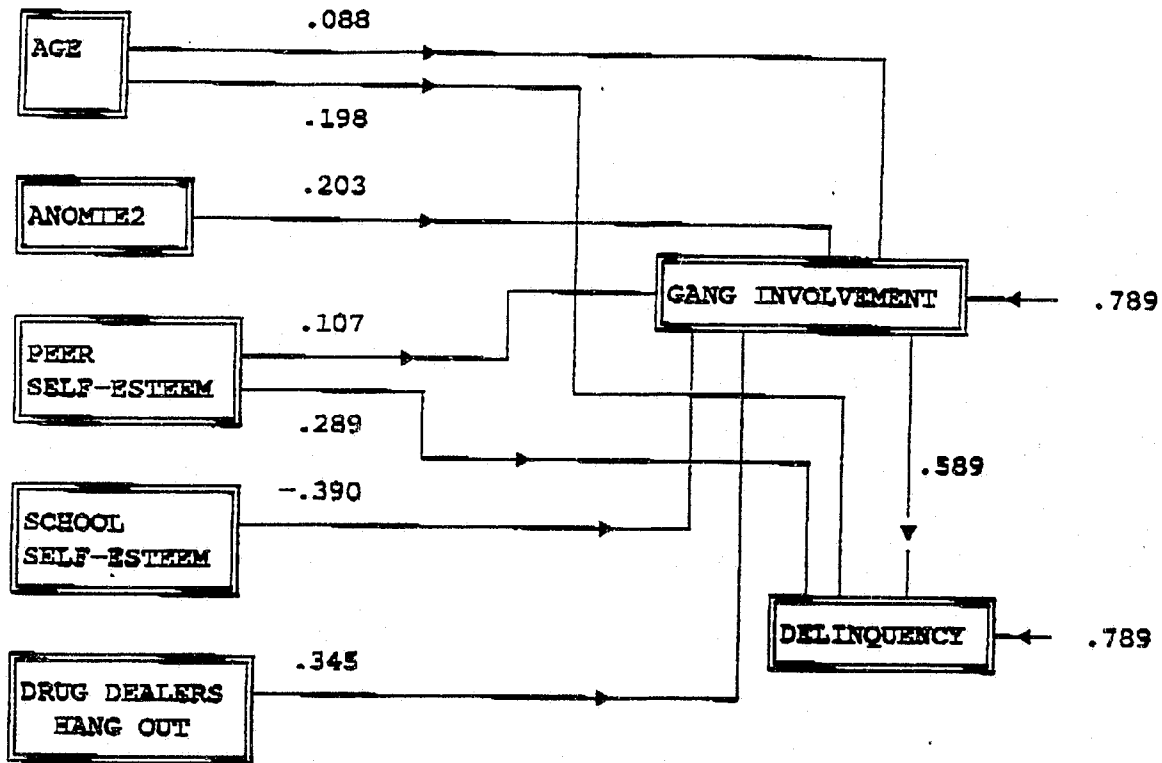 .088
AGE
.198
.203
ANOMIE2
GANG INVOLVEMENT
.789
.107
PEER
SELF-ESTEEM
.289
.589
-.390
SCHOOL
SELF-ESTEEM
DELINQUENCY
.789
.345
DRUG DEALERS
HANG OUT